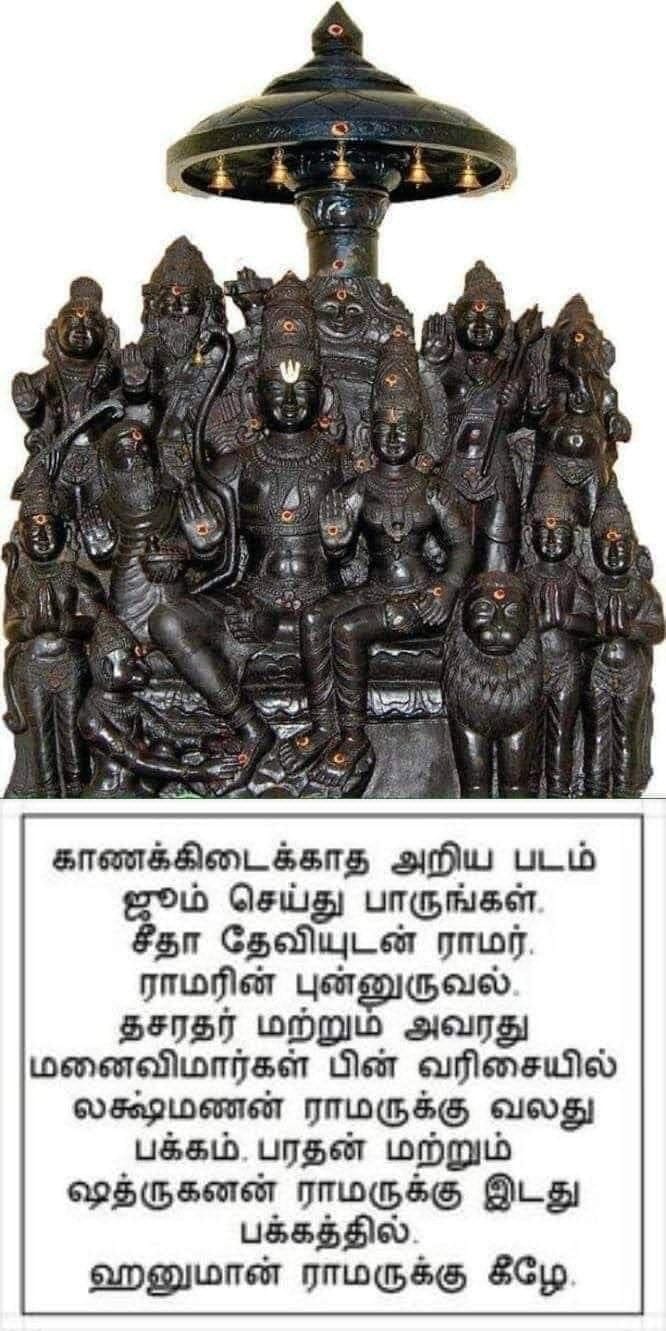 காணக்கிடைக்காத அறிய படம்
ஜூம் செய்து பாருங்கள்.
சீதா தேவியுடன் ராமர்.
ராமரின் புன்னுருவல்.
தசரதர் மற்றும் அவரது
மனைவிமார்கள் பின் வரிசையில்
லக்ஷ்மணன் ராமருக்கு வலது
பக்கம். பரதன் மற்றும்
ஷத்ருகனன் ராமருக்கு இடது
பக்கத்தில்.
ஹனுமான் ராமருக்கு கீழே.